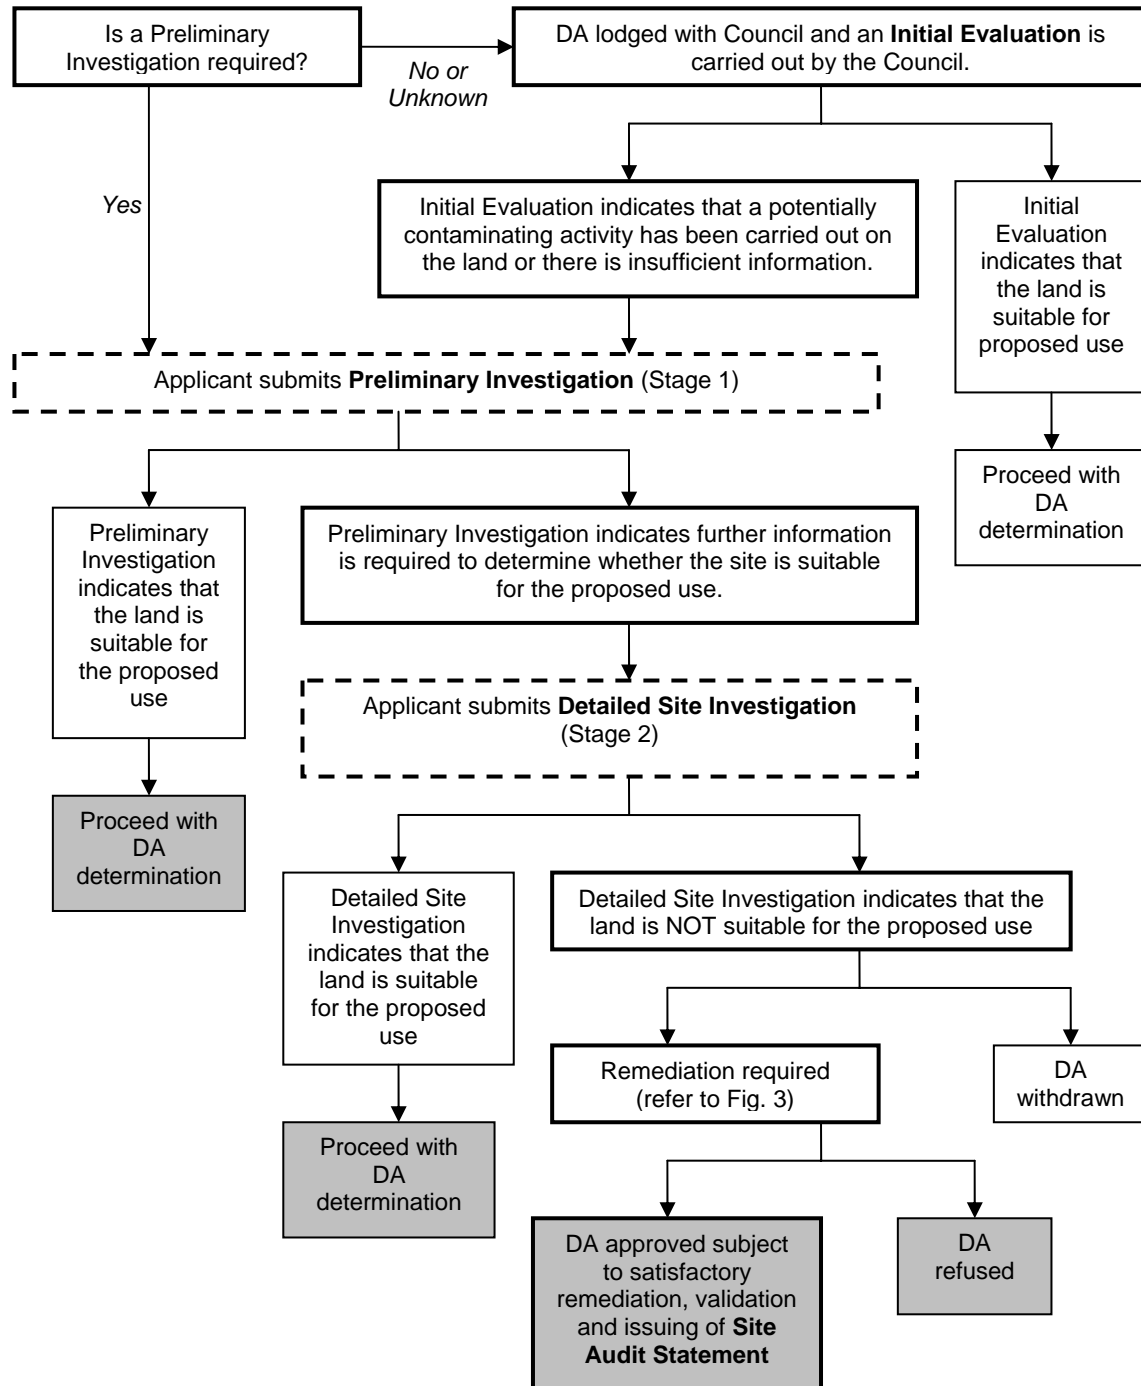 Is a Preliminary
Investigation required?
No or
Unknown
DA lodged with Council and an Initial Evaluation is
carried out by the Council.
Yes
Initial Evaluation indicates that a potentially
contaminating activity has been carried out on
the land or there is insufficient information.
Initial
Evaluation
indicates that
the land is
suitable for
proposed use
Applicant submits Preliminary Investigation (Stage 1)
Proceed with
DA
determination
Preliminary
Investigation
indicates that
the land is
suitable for
the proposed
use
Preliminary Investigation indicates further information
is required to determine whether the site is suitable
for the proposed use.
Applicant submits Detailed Site Investigation
(Stage 2)
Proceed with
DA
determination
Detailed Site
Investigation
indicates that the
land is suitable
for the proposed
use
Detailed Site Investigation indicates that the
land is NOT suitable for the proposed use
Remediation required
(refer to Fig. 3)
DA
withdrawn
Proceed with
DA
determination
DA approved subject
to satisfactory
remediation, validation
and issuing of Site
Audit Statement
DA
refused